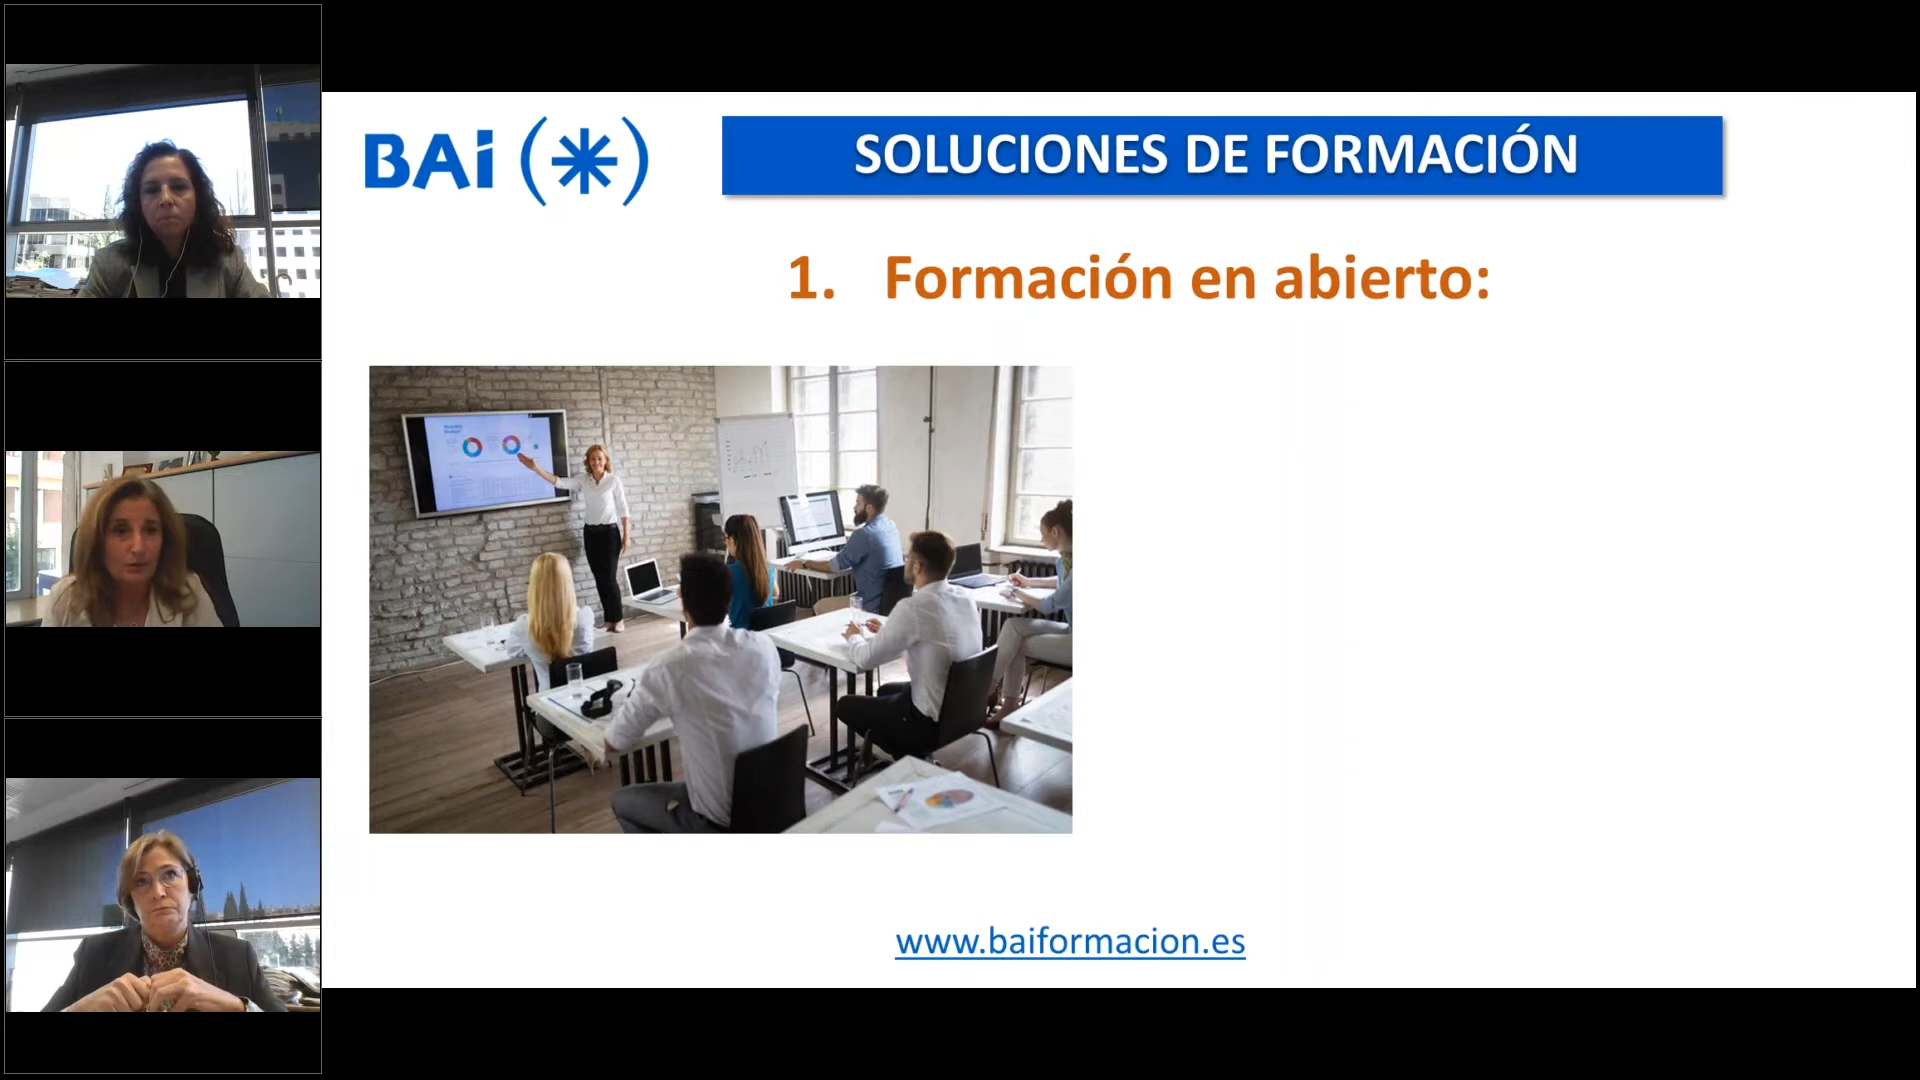 BAi (*)
SOLUCIONES DE FORMACIÓN
1. Formación en abierto:
www.baiformacion.es